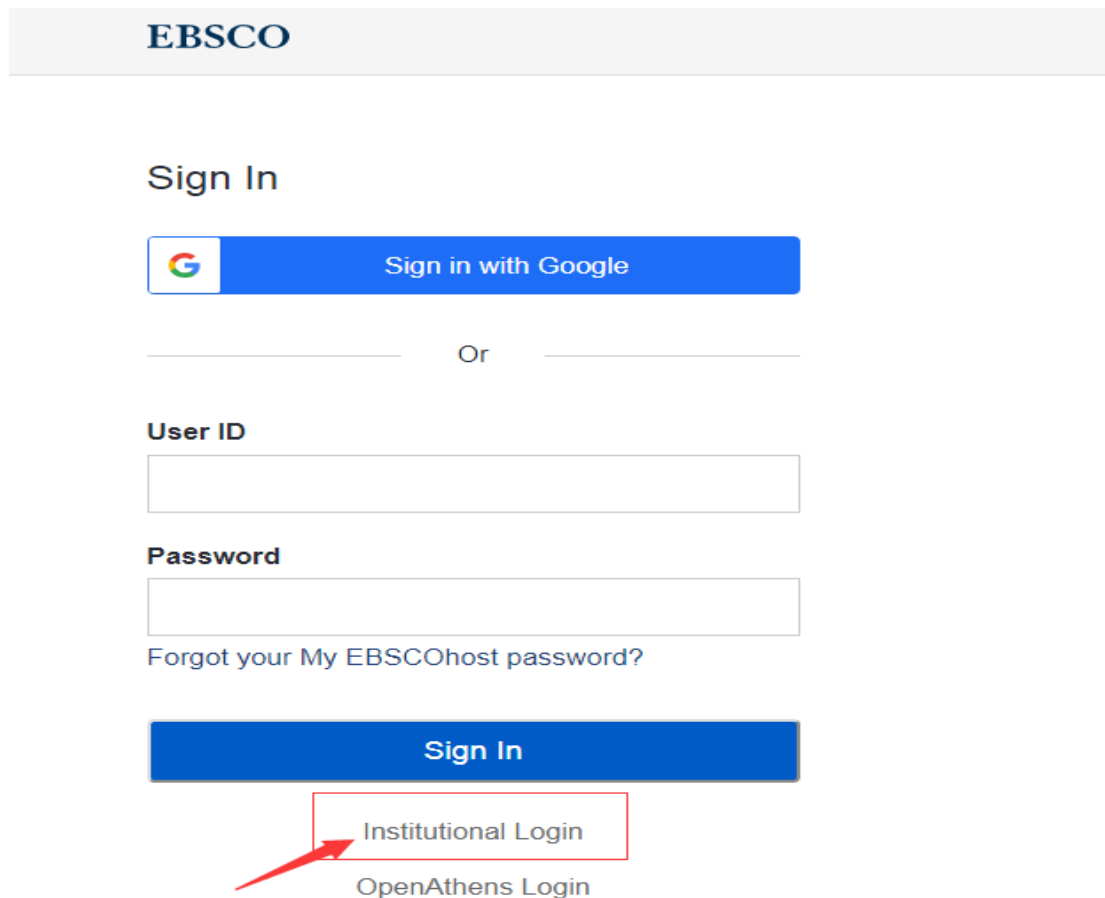 EBSCO
Sign In
Sign in with Google
Or
User ID
Password
Forgot your My EBSCOhost password?
Sign In
Institutional Login
OpenAthens Login